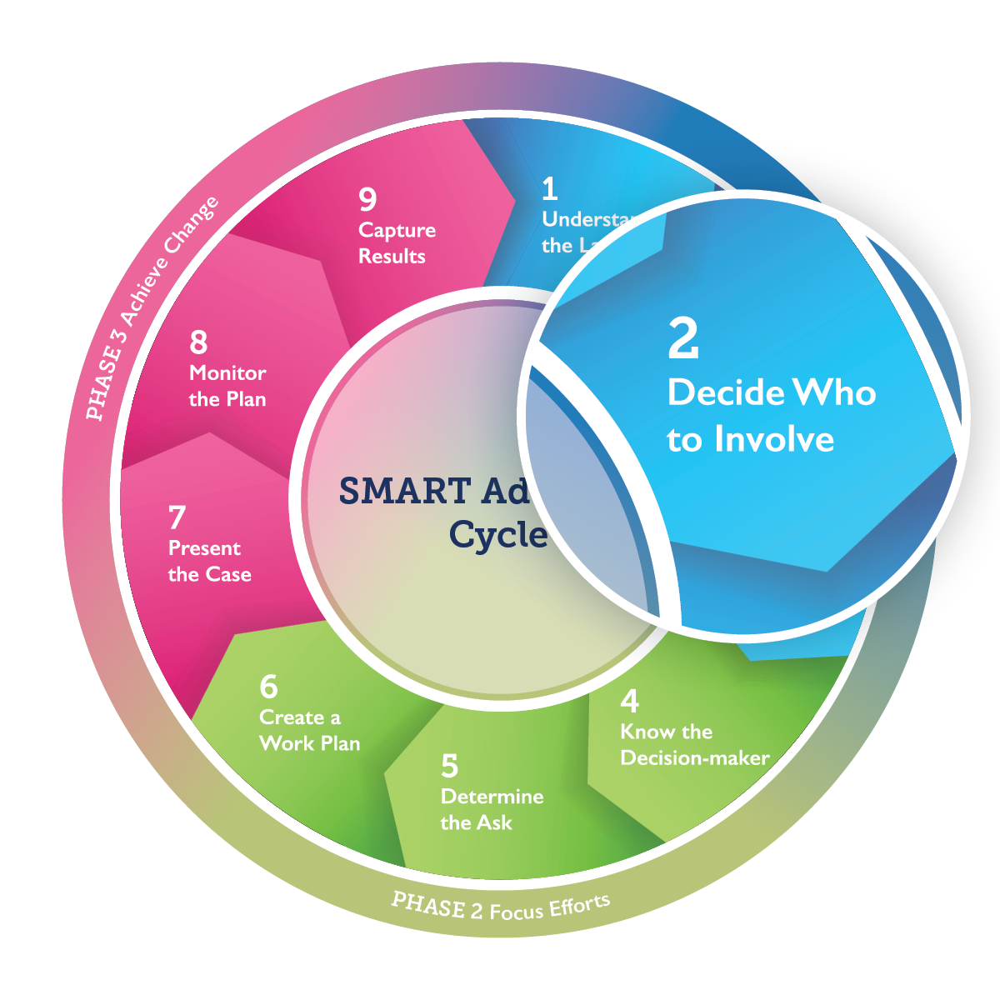 PHASE 3 Achieve Change
9
Capture
Results
1
the
2
Decide Who
to Involve
8
Monitor
the Plan
SMART
Cycle
7
Present
the Case
6
Create a
Work Plan
5
Determine
the Ask
4
Know the
Decision-maker
PHASE 2 Focus Efforts